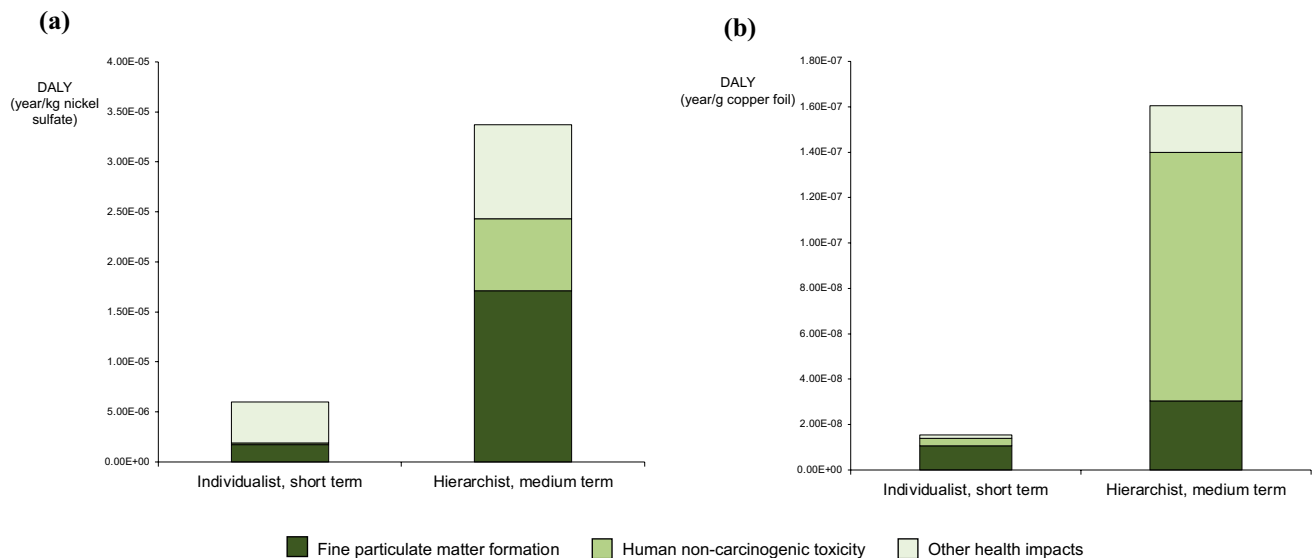 (a)
DALY
(year/kg nickel
sulfate)
4.00E-05
3.50E-05
3.00E-05
2.50E-05
2.00E-05
1.50E-05
1.00E-05
5.00E-06
0.00E+00
Individualist, short term
Hierarchist, medium term
(b)
DALY
(year/g copper foil)
1.80E-07
1.60E-07
1.40E-07
1.20E-07
1.00E-07
8.00E-08
6.00E-08
4.00E-08
2.00E-08
0.00E+00
Individualist, short term
Hierarchist, medium term
Fine particulate matter formation
Human non-carcinogenic toxicity
Other health impacts